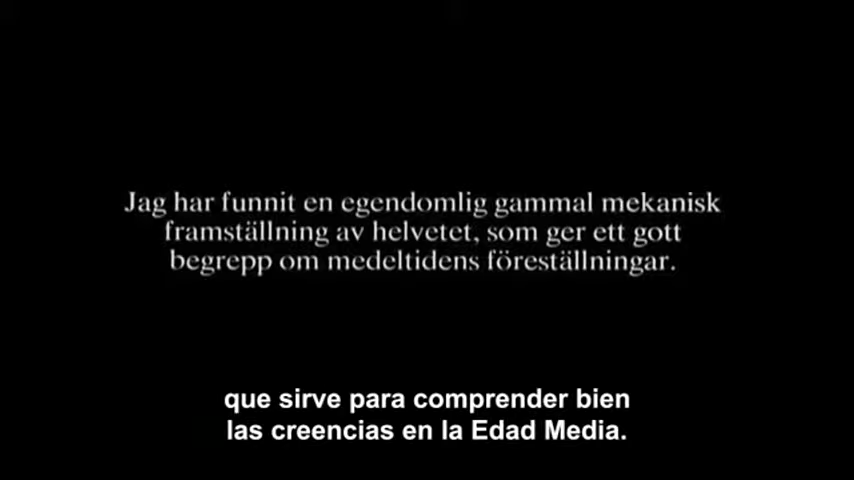 Jag har funnit en egendomlig gammal mekanisk
framställning av helvetet, som ger ett gott
begrepp om medeltidens föreställningar.
que sirve para comprender bien
las creencias en la Edad Media.